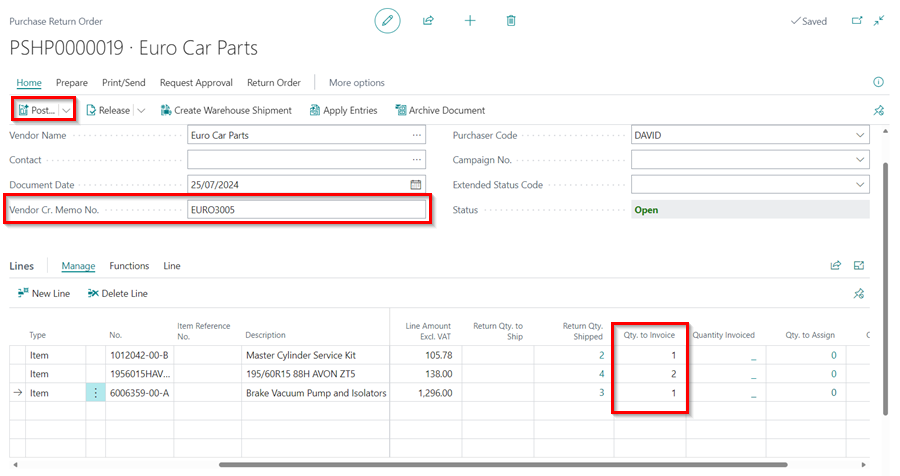 Purchase Return Order
Saved
PSHP0000019 · Euro Car Parts
Home Prepare Print/Send Request Approval Return Order More options
Post... Release Create Warehouse Shipment Apply Entries Archive Document
Vendor Name Euro Car Parts Purchaser Code DAVID
Contact Campaign No.
Document Date 25/07/2024 Extended Status Code
Vendor Cr. Memo No. EURO3005 Status Open
Lines Manage Functions Line
New Line Delete Line
Type No. Item Reference No. Description Line Amount Excl. VAT Return Qty. to Ship Return Qty. Shipped Qty. to Invoice Quantity Invoiced Qty. to Assign
Item 1012042-00-B Master Cylinder Service Kit 105.78 2 1 _ 0
Item 1956015HAV... 195/60R15 88H AVON ZT5 138.00 4 2 _ 0
Item 6006359-00-A Brake Vacuum Pump and Isolators 1,296.00 3 1 _ 0